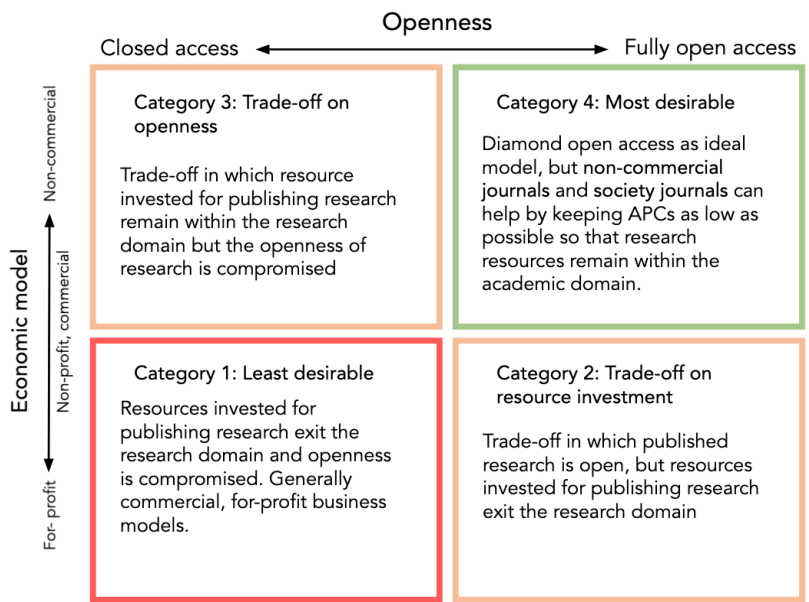 Openness
Closed access
Fully open access
Economic model
Non-commercial
Non-profit, commercial
For- profit
Category 3: Trade-off on
openness
Trade-off in which resource
invested for publishing research
remain within the research
domain but the openness of
research is compromised
Category 4: Most desirable
Diamond open access as ideal
model, but non-commercial
journals and society journals can
help by keeping APCs as low as
possible so that research
resources remain within the
academic domain.
Category 1: Least desirable
Resources invested for
publishing research exit the
research domain and openness
is compromised. Generally
commercial, for-profit business
models.
Category 2: Trade-off on
resource investment
Trade-off in which published
research is open, but resources
invested for publishing research
exit the research domain